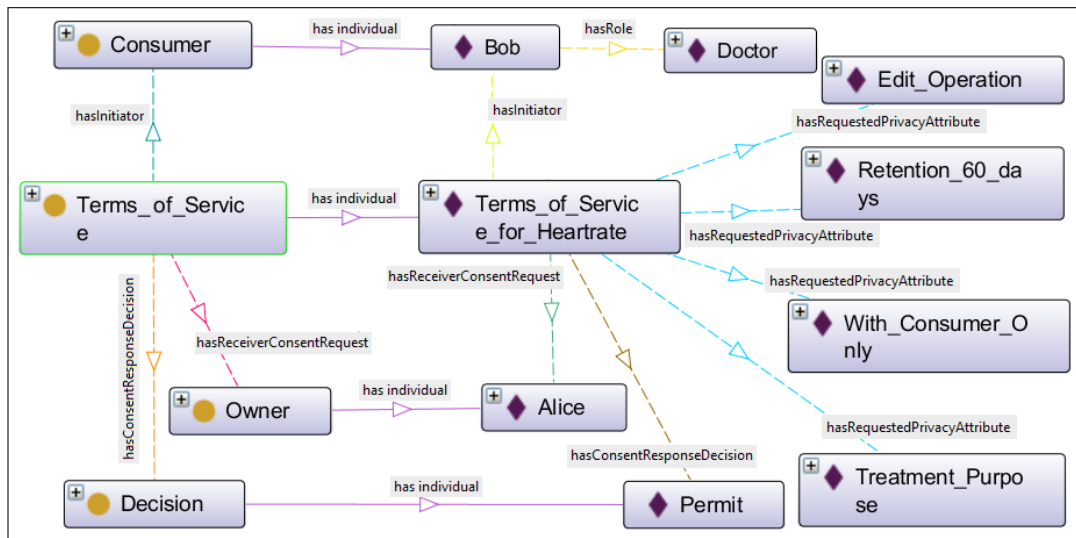 Consumer
has individual
Bob
hasRole
Doctor
Edit_Operation
hasInitiator
hasInitiator
hasRequestedPrivacyAttribute
Retention_60_da
ys
Terms_of_Servic
e
has individual
Terms_of_Servic
e_for_Heartrate
hasRequestedPrivacyAttribute
hasReceiverConsentRequest
hasRequestedPrivacyAttribute
With_Consumer_O
nly
hasConsentResponseDecision
hasReceiverConsentRequest
Owner
has individual
Alice
hasRequestedPrivacyAttribute
hasConsentResponseDecision
Treatment_Purpo
se
Decision
has individual
Permit